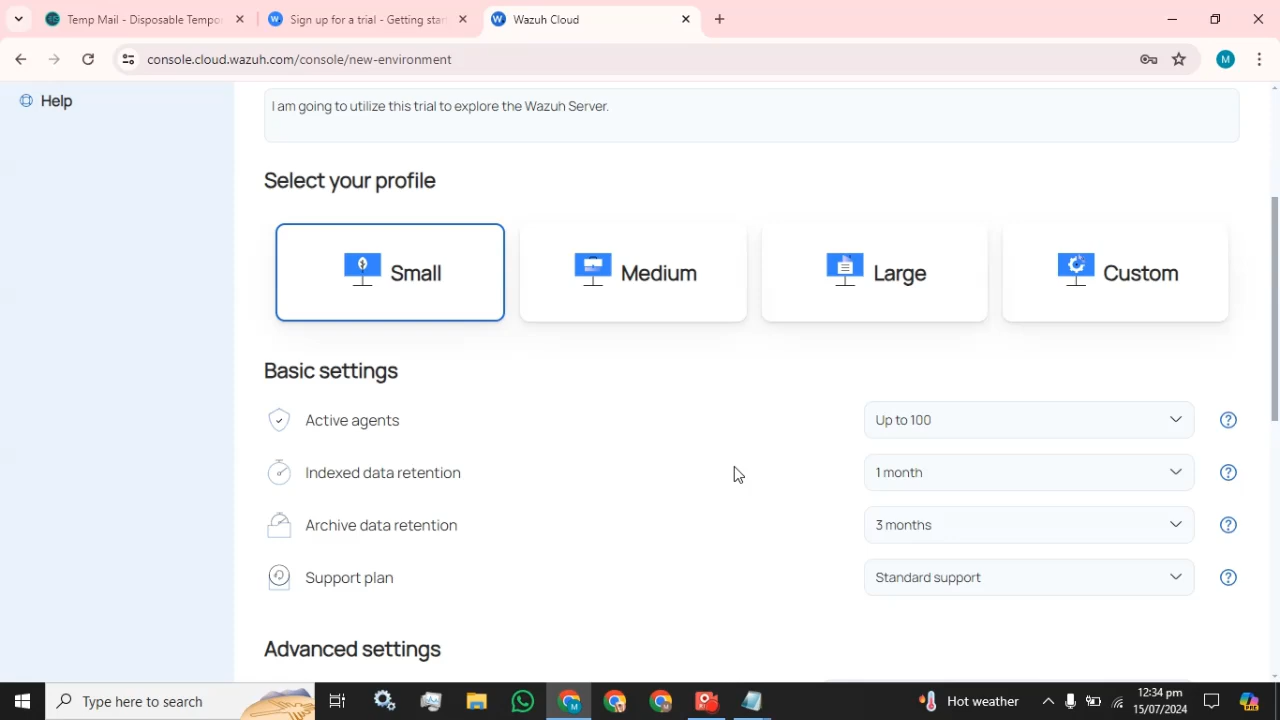 Temp Mail - Disposable Tempo
Sign up for a trial - Getting star
Wazuh Cloud
console.cloud.wazuh.com/console/new-environment
M
Help
I am going to utilize this trial to explore the Wazuh Server.
Select your profile
Small
Medium
Large
Custom
Basic settings
Active agents
Up to 100
Indexed data retention
1 month
Archive data retention
3 months
Support plan
Standard support
Advanced settings
Type here to search
Hot weather
12:34 pm
15/07/2024